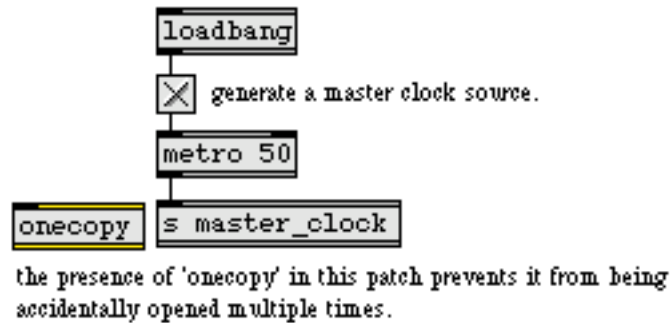 loadbang
generate a master clock source.
metro 50
onecopy
s master_clock
the presence of 'onecopy' in this patch prevents it from being
accidentally opened multiple times.